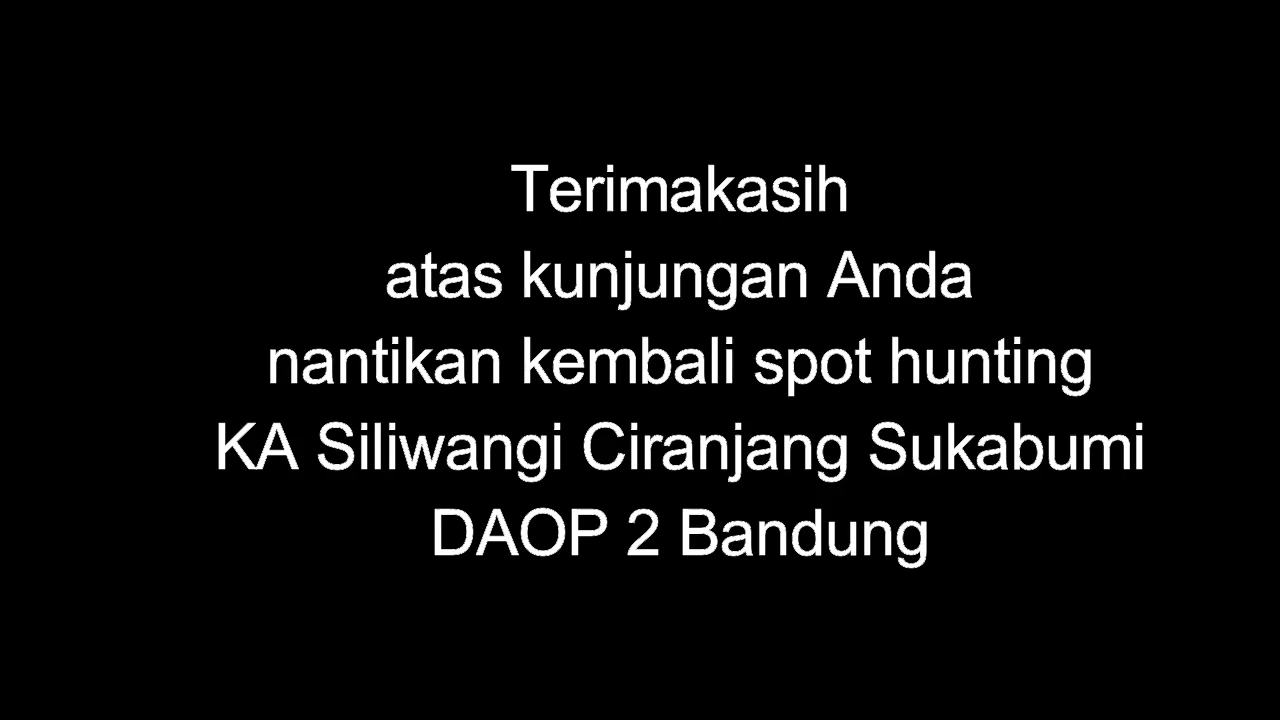 Terimakasih
atas kunjungan Anda
nantikan kembali spot hunting
KA Siliwangi Ciranjang Sukabumi
DAOP 2 Bandung